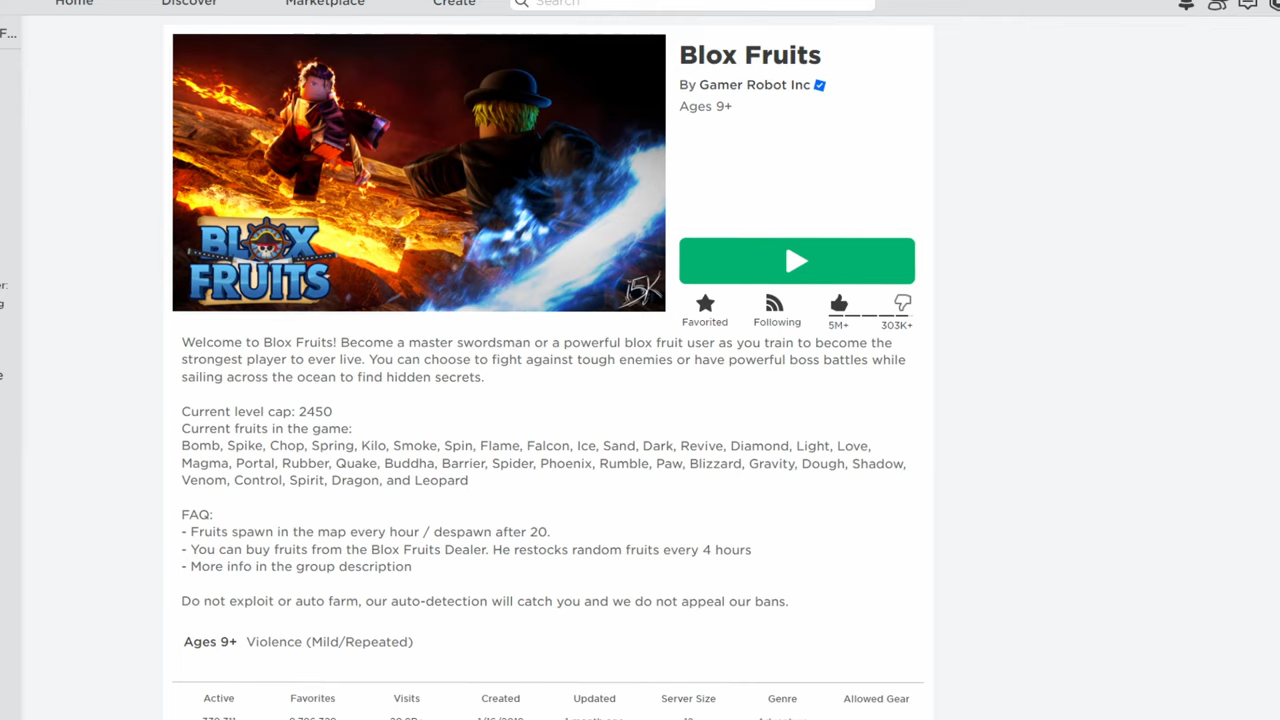 Home Discover Marketplace Create Search
F...
Blox Fruits
By Gamer Robot Inc
Ages 9+
BLOX
FRUITS
Favorited Following 5M+ 303K+
Welcome to Blox Fruits! Become a master swordsman or a powerful blox fruit user as you train to become the
strongest player to ever live. You can choose to fight against tough enemies or have powerful boss battles while
sailing across the ocean to find hidden secrets.
Current level cap: 2450
Current fruits in the game:
Bomb, Spike, Chop, Spring, Kilo, Smoke, Spin, Flame, Falcon, Ice, Sand, Dark, Revive, Diamond, Light, Love,
Magma, Portal, Rubber, Quake, Buddha, Barrier, Spider, Phoenix, Rumble, Paw, Blizzard, Gravity, Dough, Shadow,
Venom, Control, Spirit, Dragon, and Leopard
FAQ:
- Fruits spawn in the map every hour / despawn after 20.
- You can buy fruits from the Blox Fruits Dealer. He restocks random fruits every 4 hours
- More info in the group description
Do not exploit or auto farm, our auto-detection will catch you and we do not appeal our bans.
Ages 9+ Violence (Mild/Repeated)
Active Favorites Visits Created Updated Server Size Genre Allowed Gear